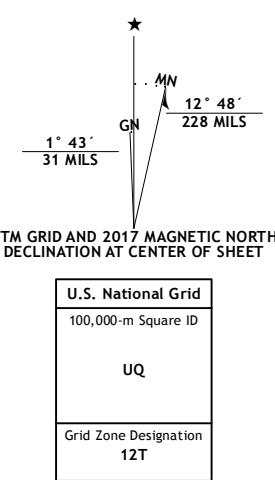 MN
GN
12° 48´
228 MILS
1° 43´
31 MILS
TM GRID AND 2017 MAGNETIC NORTH
DECLINATION AT CENTER OF SHEET
U.S. National Grid
100,000-m Square ID
UQ
Grid Zone Designation
12T